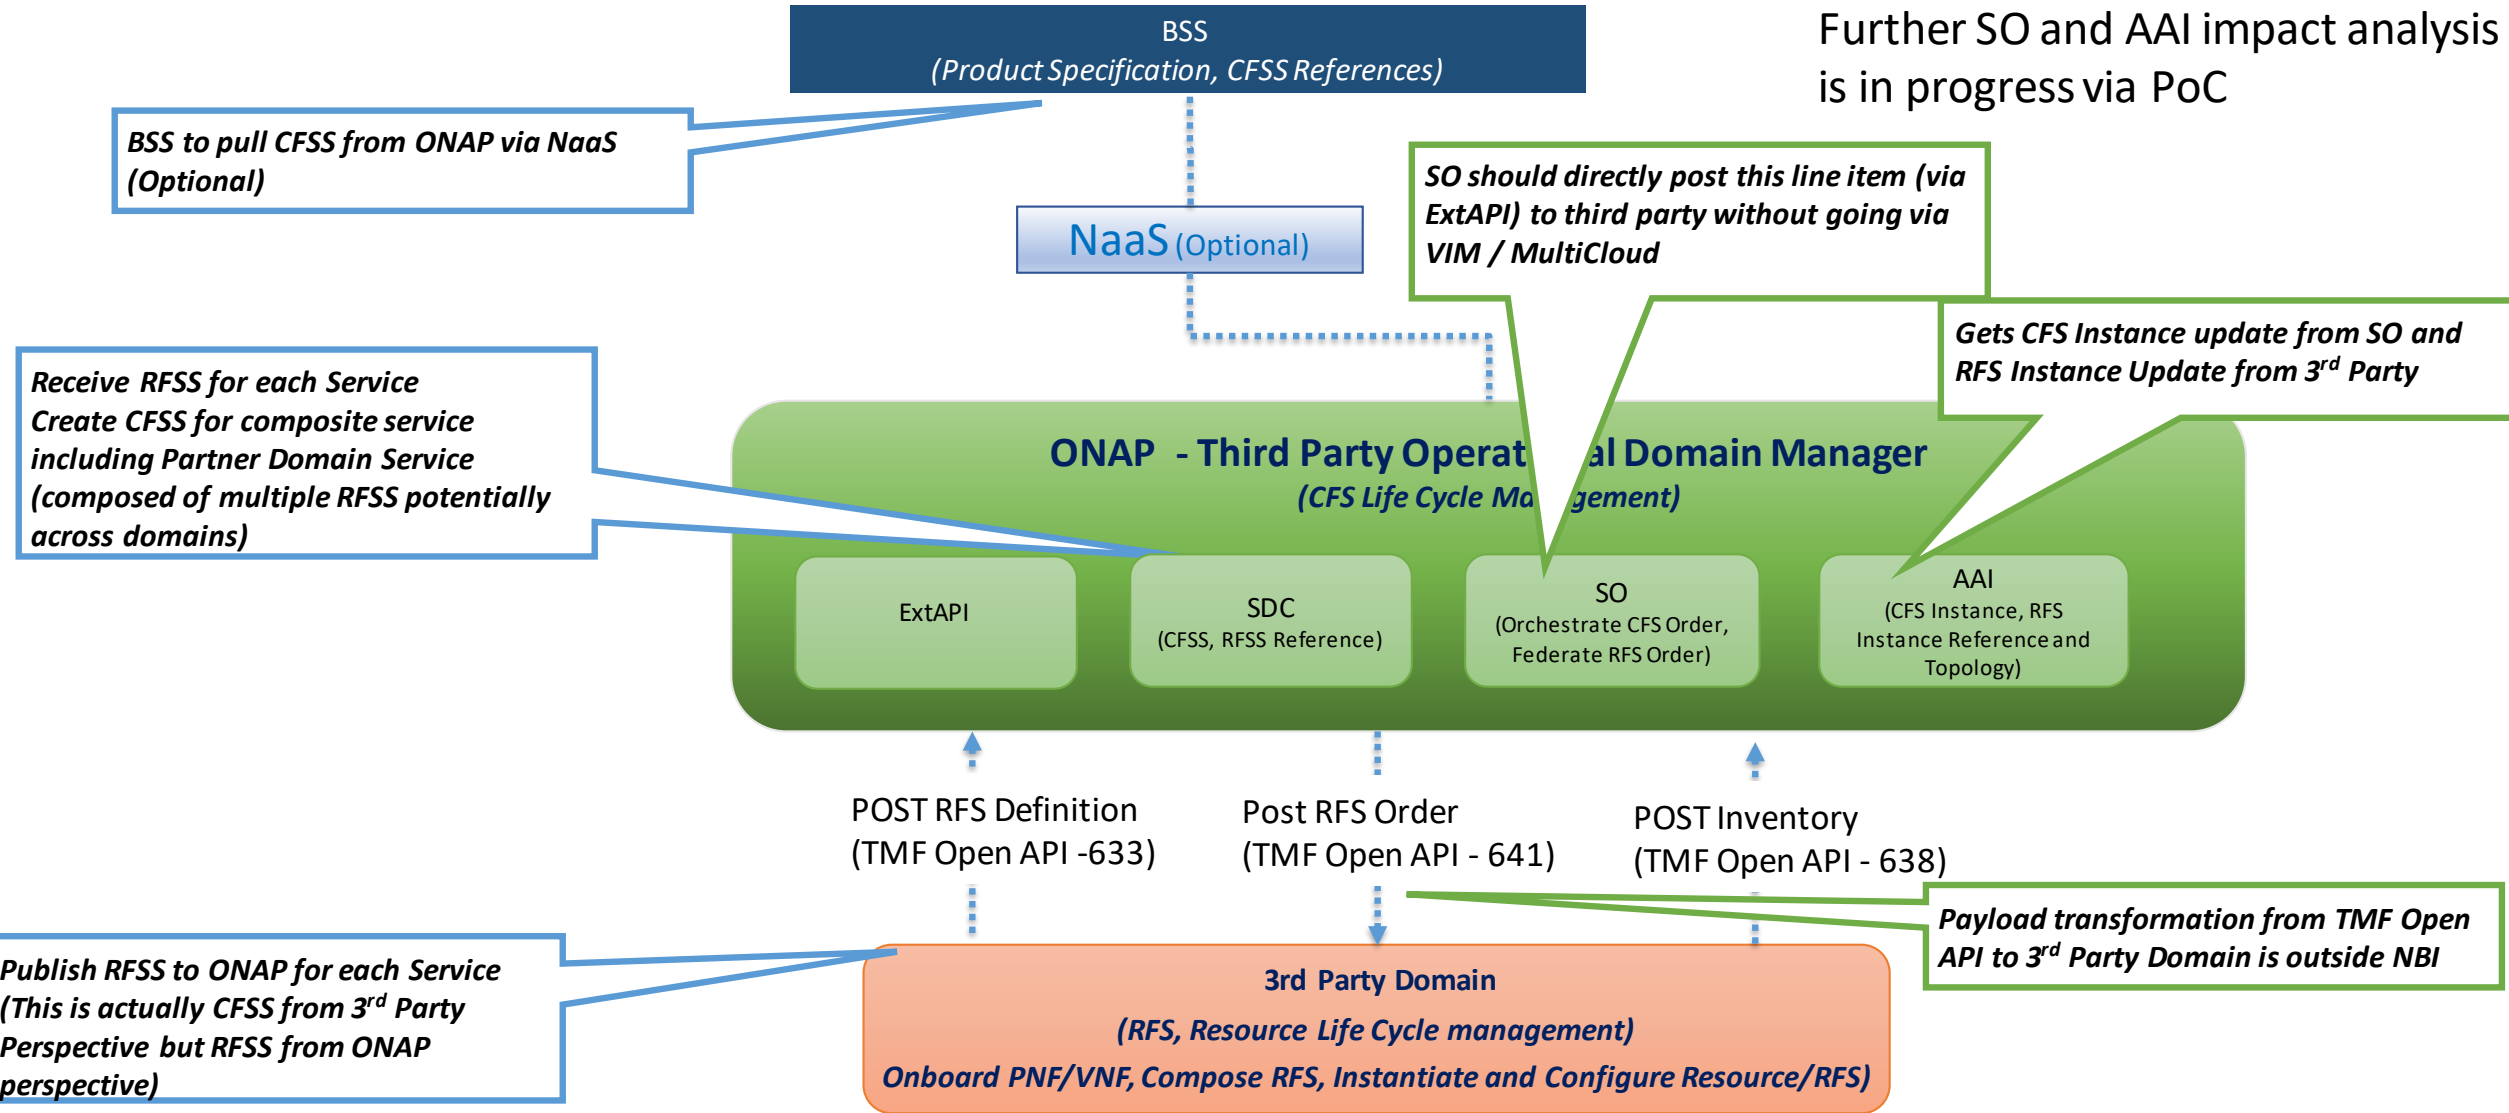 BSS
(Product Specification, CFSS References)
Further SO and AAI impact analysis
is in progress via PoC
BSS to pull CFSS from ONAP via NaaS
(Optional)
NaaS (Optional)
SO should directly post this line item (via
ExtAPI) to third party without going via
VIM / MultiCloud
Gets CFS Instance update from SO and
RFS Instance Update from 3rd Party
Receive RFSS for each Service
Create CFSS for composite service
including Partner Domain Service
(composed of multiple RFSS potentially
across domains)
ONAP - Third Party Operat al Domain Manager
(CFS Life Cycle Ma gement)
ExtAPI
SDC
(CFSS, RFSS Reference)
SO
(Orchestrate CFS Order,
Federate RFS Order)
AAI
(CFS Instance, RFS
Instance Reference and
Topology)
POST RFS Definition
(TMF Open API -633)
Post RFS Order
(TMF Open API - 641)
POST Inventory
(TMF Open API - 638)
Payload transformation from TMF Open
API to 3rd Party Domain is outside NBI
Publish RFSS to ONAP for each Service
(This is actually CFSS from 3rd Party
Perspective but RFSS from ONAP
perspective)
3rd Party Domain
(RFS, Resource Life Cycle management)
Onboard PNF/VNF, Compose RFS, Instantiate and Configure Resource/RFS)